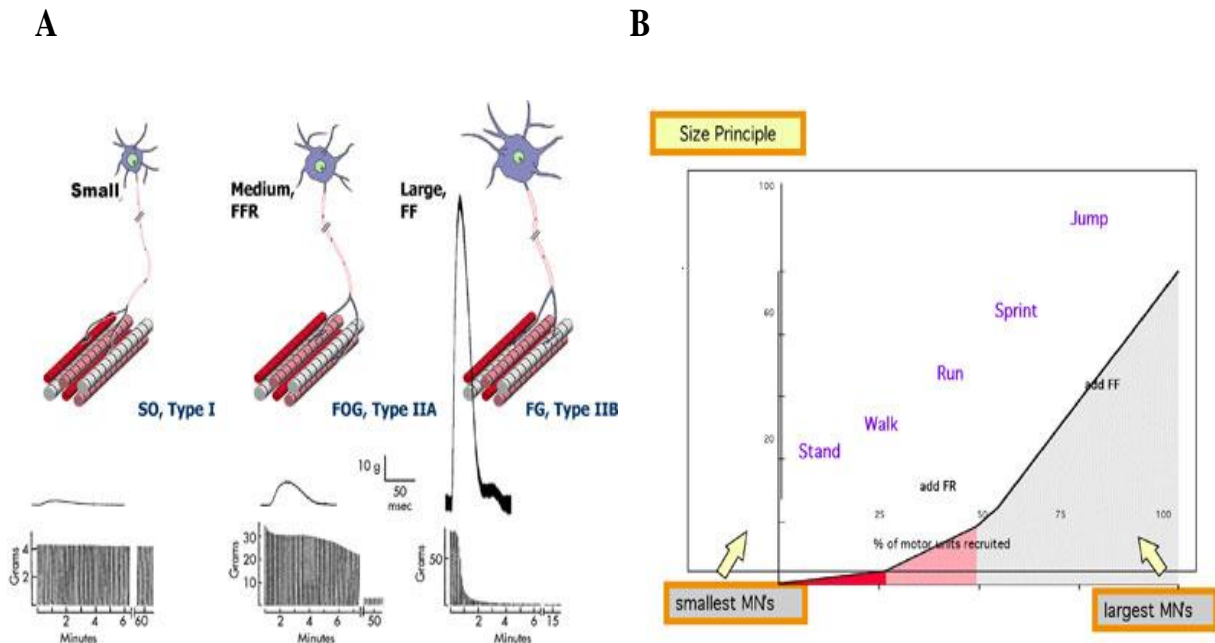 A
B
Small
Medium,
FFR
Large,
FF
SO, Type I
FOG, Type IIA
FG, Type IIB
10 g
50
msec
Grams
4
2
2 4 6 60
Minutes
Grams
30
20
10
2 4 6 50
Minutes
50
2 4 6 15
Minutes
Size Principle
100
60
20
Jump
Sprint
Run
Walk
Stand
add FF
add FR
25 50 75 100
% of motor units recruited
smallest MN's
largest MN's